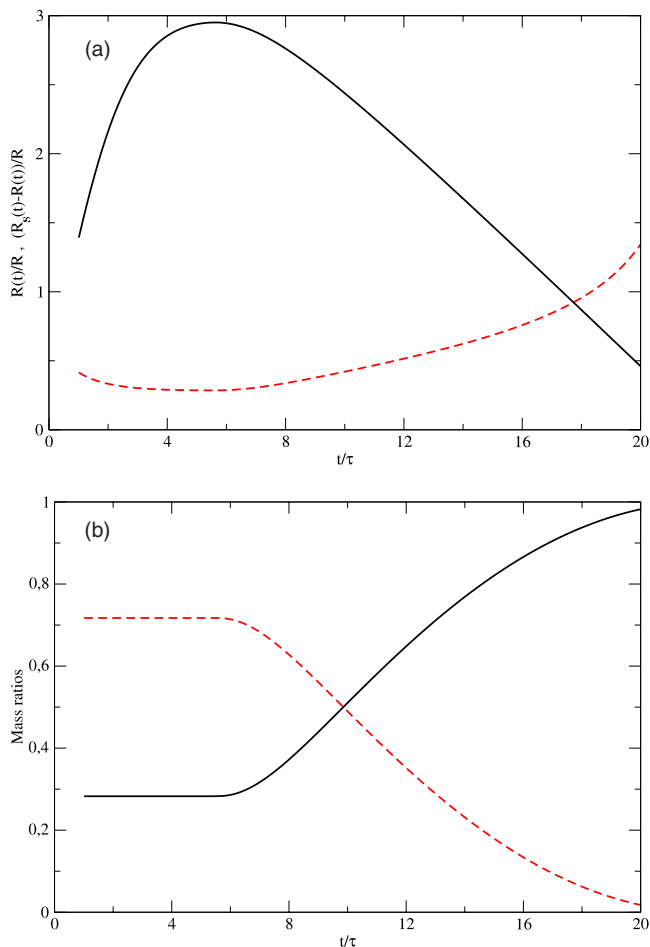 (a)
3
2
1
0
R(t)/R , (R_s(t)-R(t))/R
0 4 8 12 16 20
t/τ
(b)
1
0,8
0,6
0,4
0,2
0
Mass ratios
0 4 8 12 16 20
t/τ